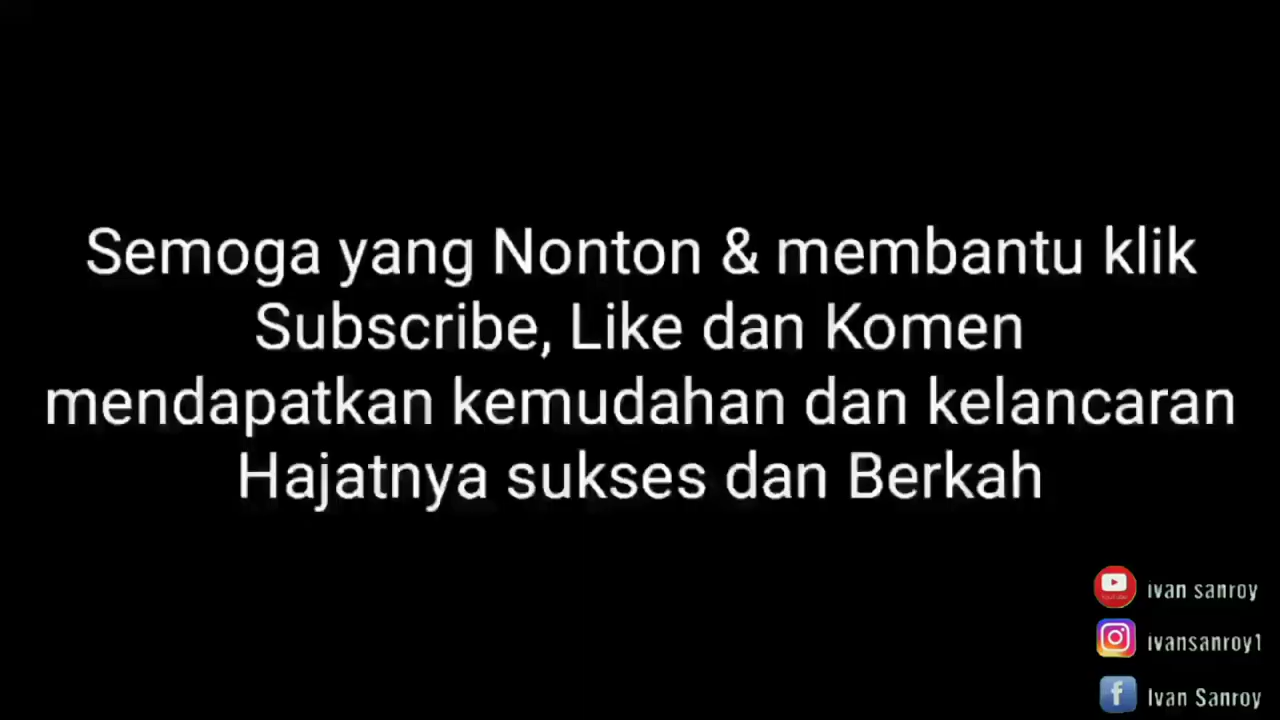 Semoga yang Nonton & membantu klik
Subscribe, Like dan Komen
mendapatkan kemudahan dan kelancaran
Hajatnya sukses dan Berkah
ivan sanroy
ivansanroy1
Ivan Sanroy